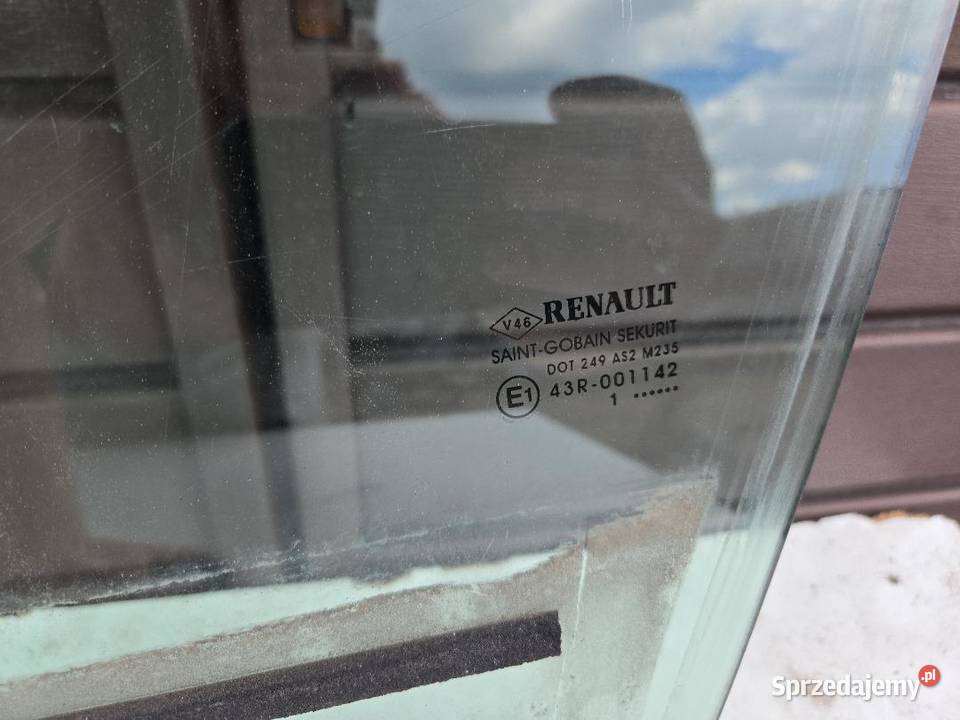 V46 RENAULT
SAINT-GOBAIN SEKURIT
DOT 249 AS2 M235
E1 43R-001142
1 ······
Sprzedajemy.pl